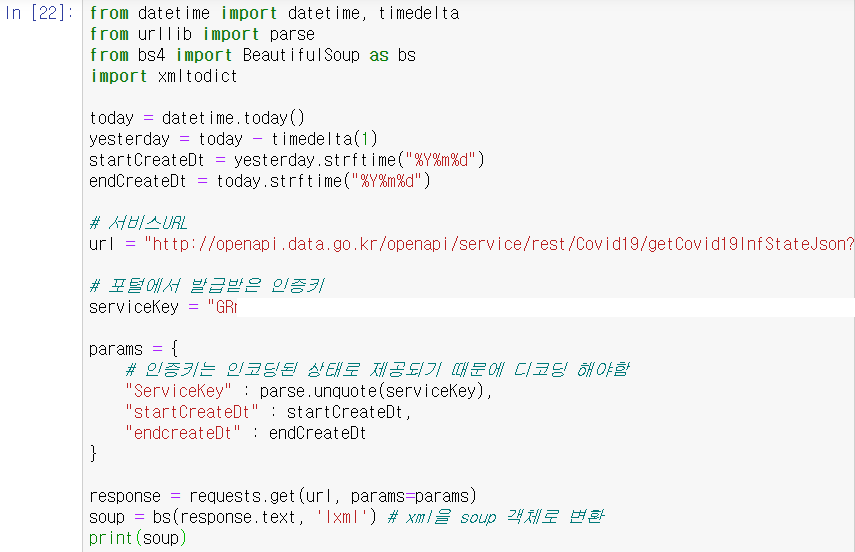 In [22]: from datetime import datetime, timedelta
from urllib import parse
from bs4 import BeautifulSoup as bs
import xmltodict
today = datetime.today()
yesterday = today - timedelta(1)
startCreateDt = yesterday.strftime("%Y%m%d")
endCreateDt = today.strftime("%Y%m%d")
# 서비스URL
url = "http://openapi.data.go.kr/openapi/service/rest/Covid19/getCovid19InfStateJson?
# 포털에서 발급받은 인증키
serviceKey = "GRr
params = {
    # 인증키는 인코딩된 상태로 제공되기 때문에 디코딩 해야함
    "ServiceKey" : parse.unquote(serviceKey),
    "startCreateDt" : startCreateDt,
    "endcreateDt" : endCreateDt
}
response = requests.get(url, params=params)
soup = bs(response.text, 'lxml') # xml을 soup 객체로 변환
print(soup)